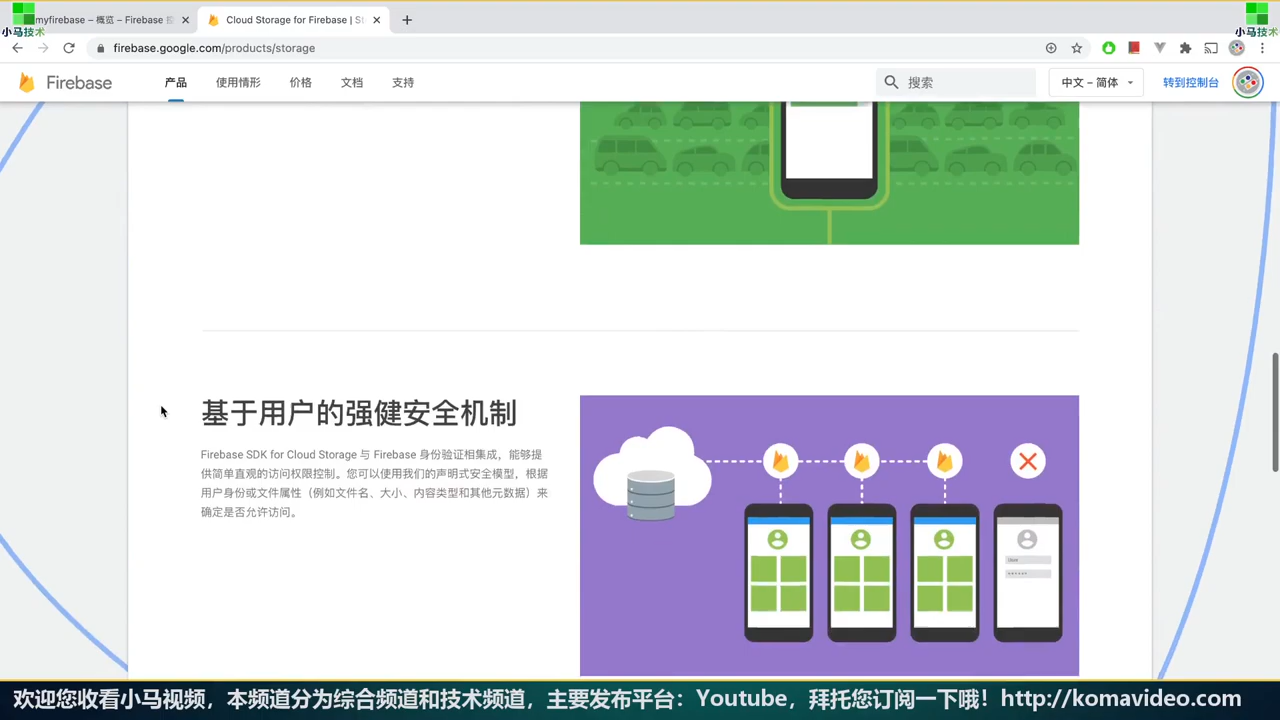 myfirebase – 概览 – Firebase 控
Cloud Storage for Firebase | St
小马技术
小马技术
firebase.google.com/products/storage
Firebase
产品
使用情形
价格
文档
支持
搜索
中文 – 简体
转到控制台
基于用户的强健安全机制
Firebase SDK for Cloud Storage 与 Firebase 身份验证相集成，能够提
供简单直观的访问权限控制。您可以使用我们的声明式安全模型，根据
用户身份或文件属性（例如文件名、大小、内容类型和其他元数据）来
确定是否允许访问。
欢迎您收看小马视频，本频道分为综合频道和技术频道，主要发布平台：Youtube，拜托您订阅一下哦！http://komavideo.com